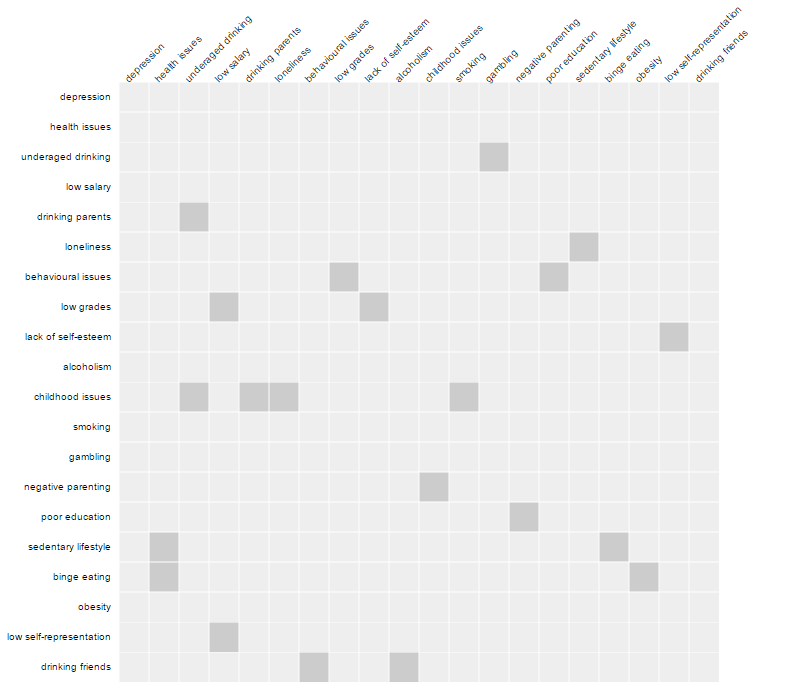 depression
health issues
underaged drinking
low salary
drinking parents
loneliness
behavioural issues
low grades
lack of self-esteem
alcoholism
childhood issues
smoking
gambling
negative parenting
poor education
sedentary lifestyle
binge eating
obesity
low self-representation
drinking friends
depression
health issues
underaged drinking
low salary
drinking parents
loneliness
behavioural issues
low grades
lack of self-esteem
alcoholism
childhood issues
smoking
gambling
negative parenting
poor education
sedentary lifestyle
binge eating
obesity
low self-representation
drinking friends